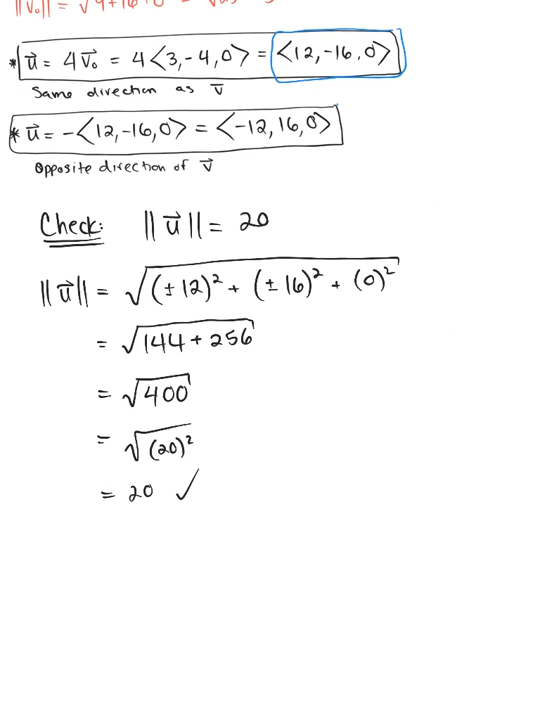 * u⃗ = 4v⃗₀ = 4<3,-4,0> = <12,-16,0>
Same direction as v⃗
* u⃗ = -<12,-16,0> = <-12,16,0>
Opposite direction of v⃗
Check: ||u⃗|| = 20
||u⃗|| = √((±12)² + (±16)² + (0)²)
= √(144 + 256)
= √400
= √(20)²
= 20 ✓